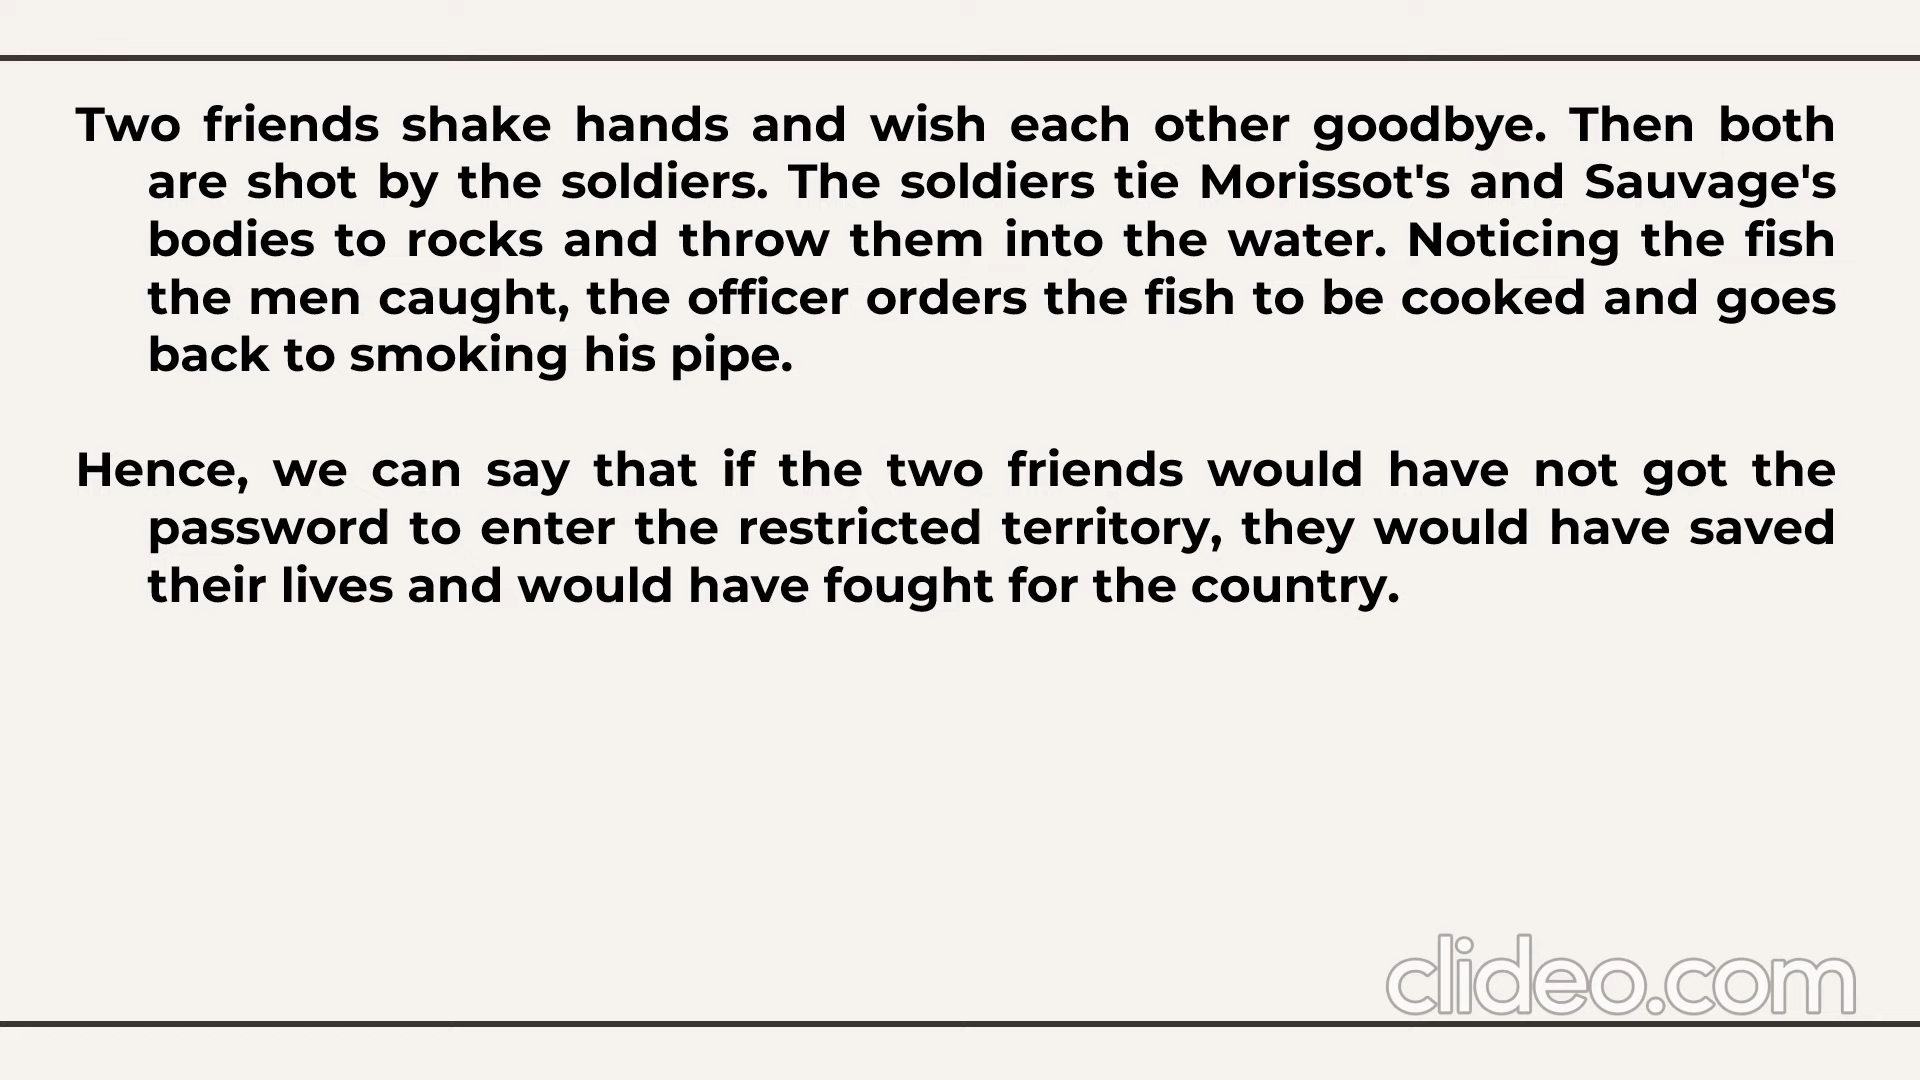 Two friends shake hands and wish each other goodbye. Then both
are shot by the soldiers. The soldiers tie Morissot's and Sauvage's
bodies to rocks and throw them into the water. Noticing the fish
the men caught, the officer orders the fish to be cooked and goes
back to smoking his pipe.
Hence, we can say that if the two friends would have not got the
password to enter the restricted territory, they would have saved
their lives and would have fought for the country.
clideo.com